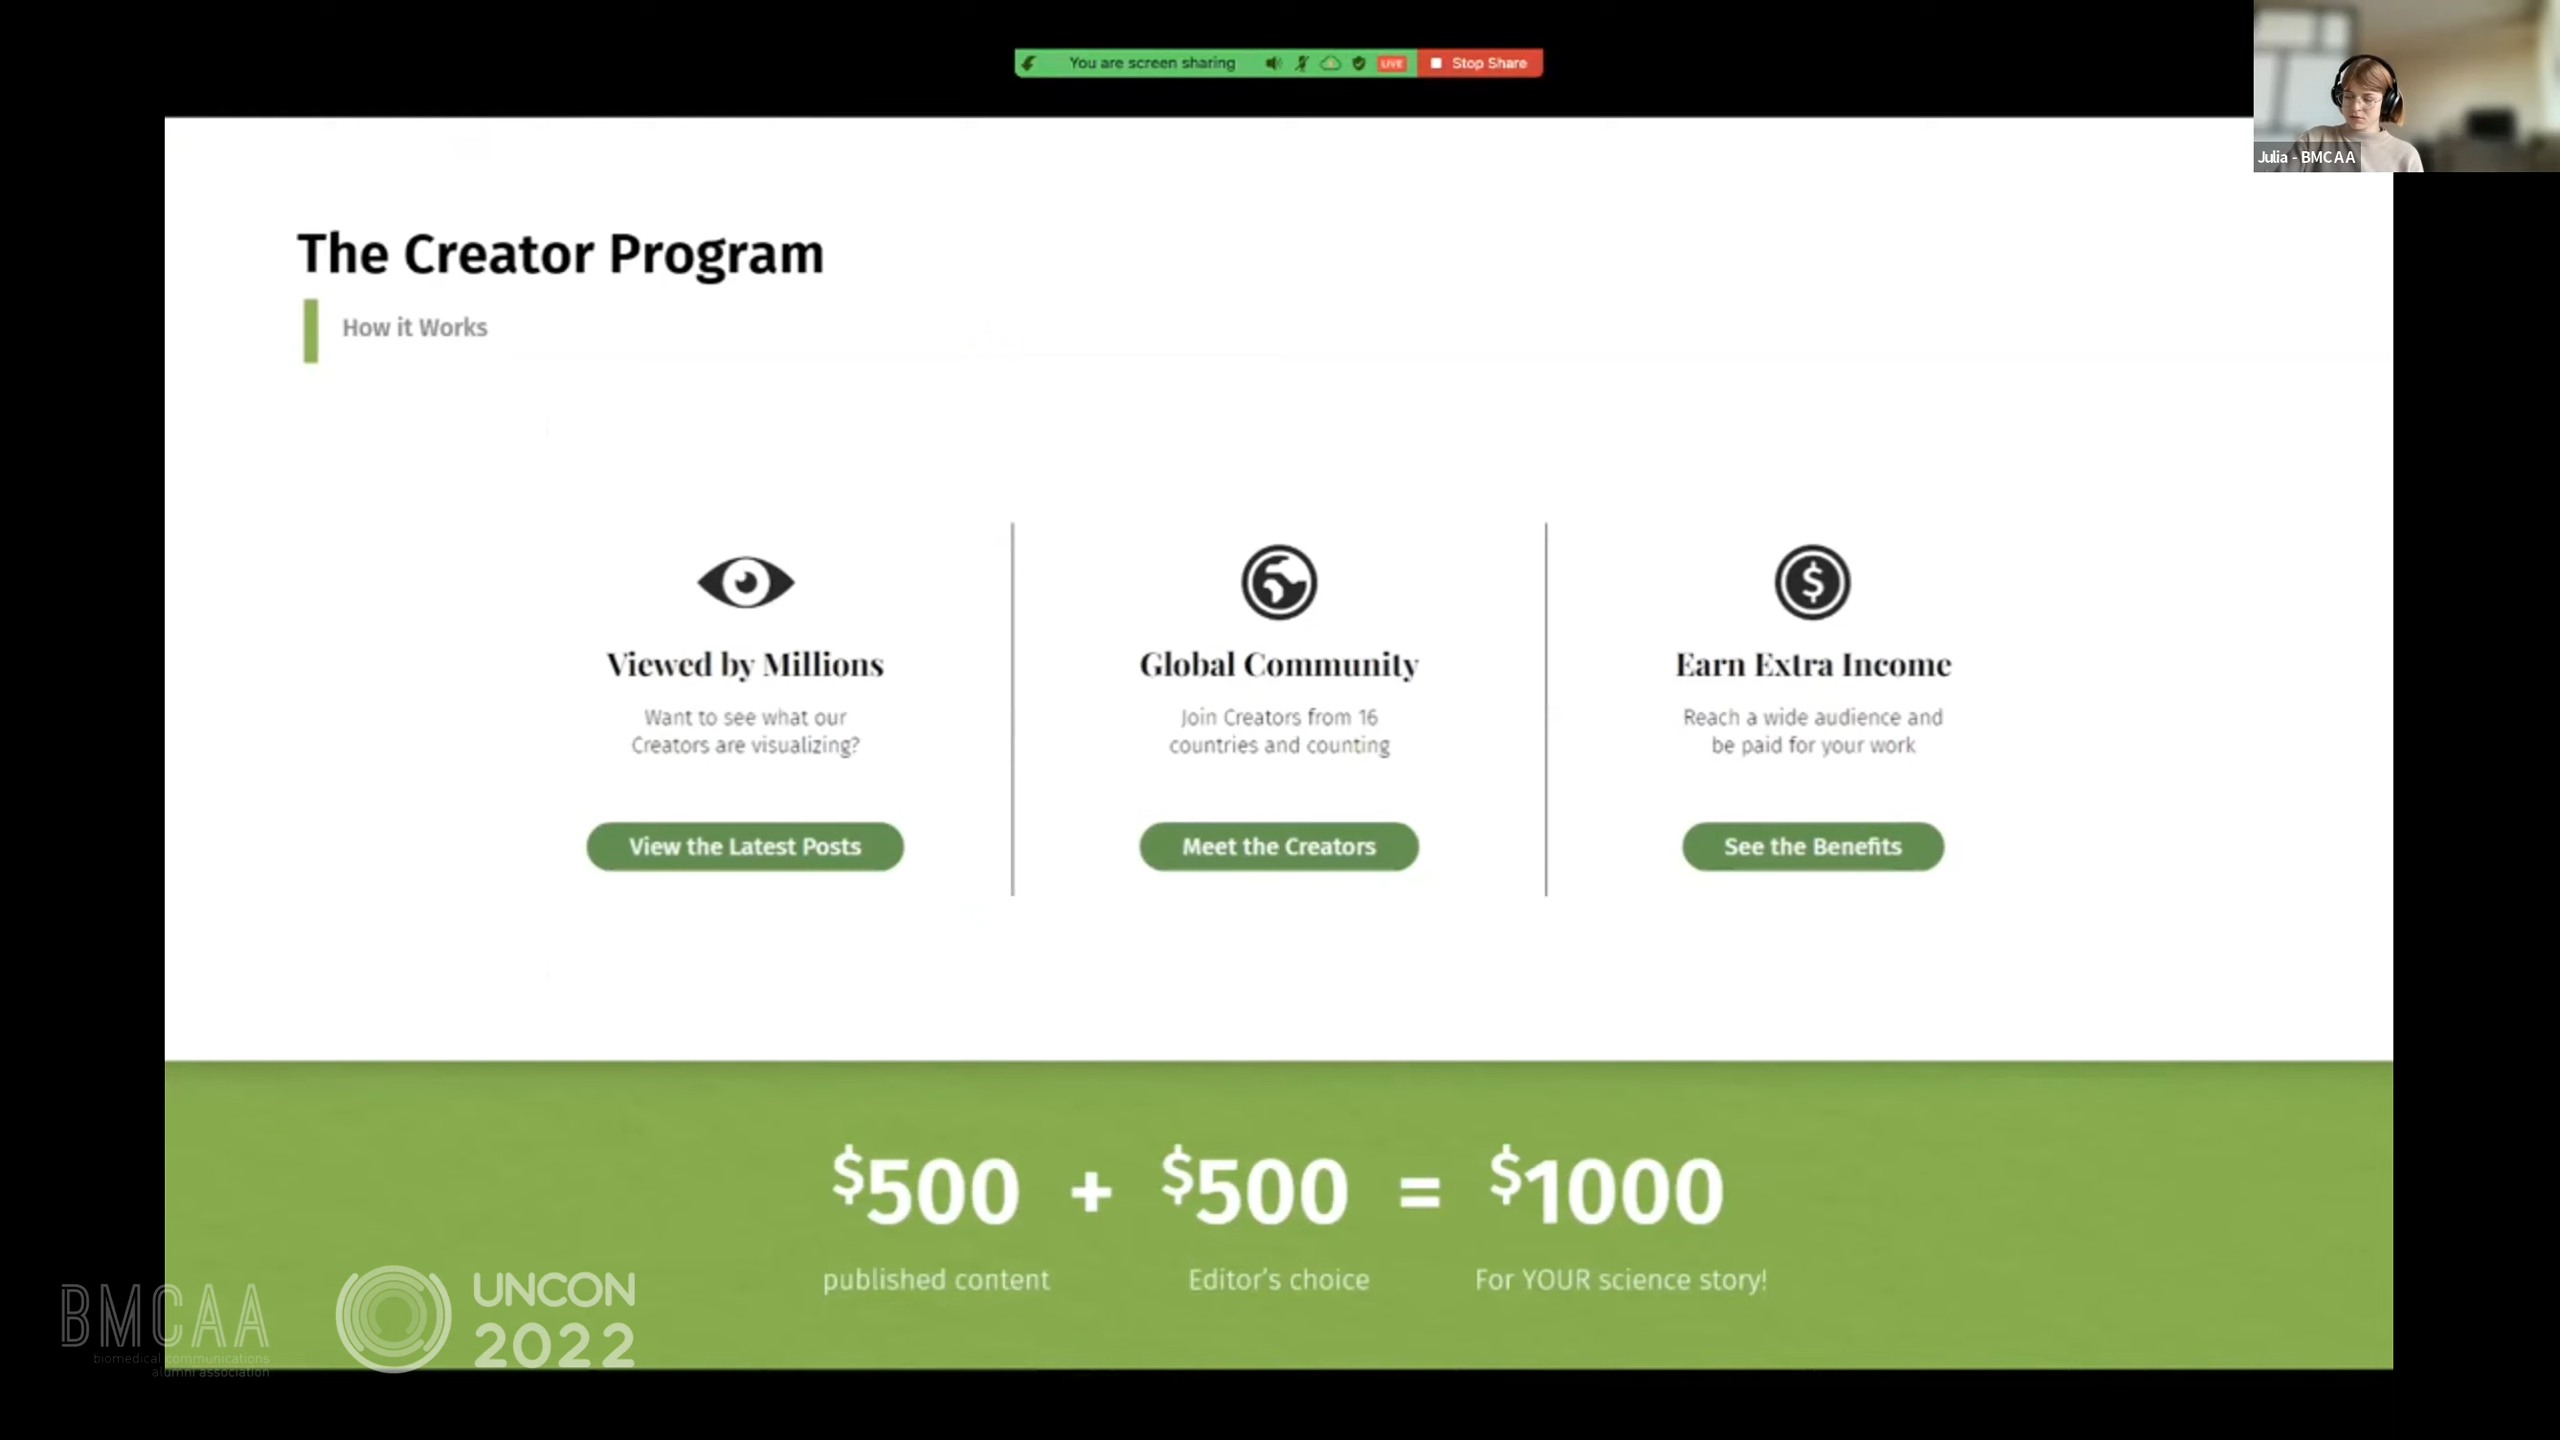 You are screen sharing
LIVE
Stop Share
Julia - BMCAA
The Creator Program
How it Works
Viewed by Millions
Want to see what our
Creators are visualizing?
View the Latest Posts
Global Community
Join Creators from 16
countries and counting
Meet the Creators
Earn Extra Income
Reach a wide audience and
be paid for your work
See the Benefits
$500 + $500 = $1000
published content
Editor's choice
For YOUR science story!
BMCAA
biomedical communications
alumni association
UNCON
2022